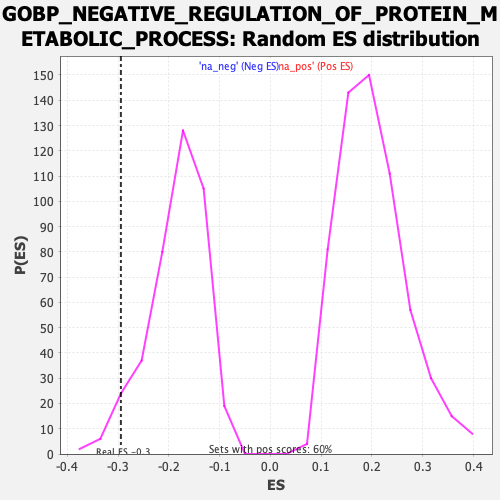 GOBP_NEGATIVE_REGULATION_OF_PROTEIN_M
ETABOLIC_PROCESS: Random ES distribution
'na_neg' (Neg ES)
na_pos' (Pos ES)
150
140
130
120
110
100
90
80
70
60
50
40
30
20
10
0
P(ES)
Real ES -0.3
Sets with pos scores: 60%
-0.4 -0.3 -0.2 -0.1 0.0 0.1 0.2 0.3 0.4
ES